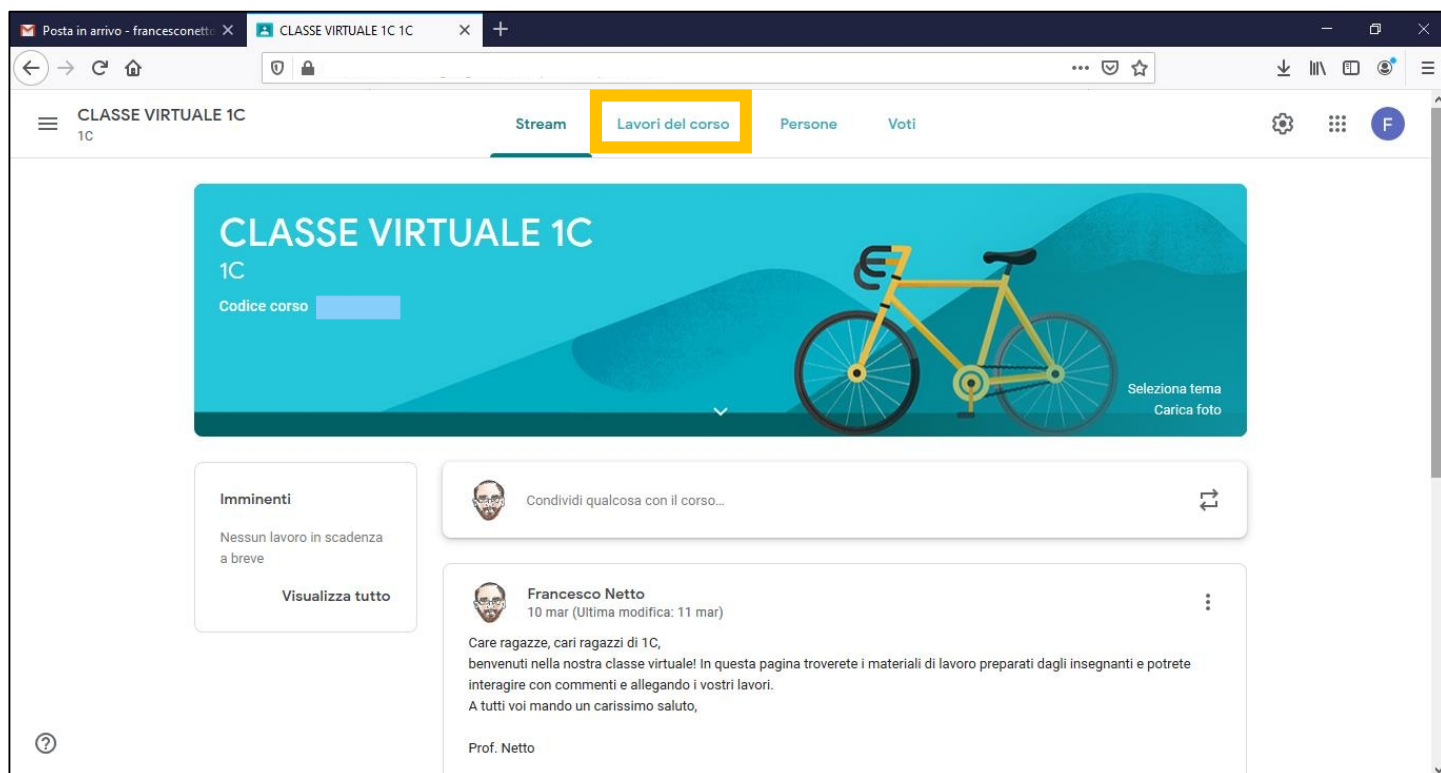 Posta in arrivo - francesconetto
CLASSE VIRTUALE 1C 1C
CLASSE VIRTUALE 1C
1C
Stream
Lavori del corso
Persone
Voti
F
CLASSE VIRTUALE 1C
1C
Codice corso
Seleziona tema
Carica foto
Imminenti
Nessun lavoro in scadenza
a breve
Visualizza tutto
Condividi qualcosa con il corso...
Francesco Netto
10 mar (Ultima modifica: 11 mar)
Care ragazze, cari ragazzi di 1C,
benvenuti nella nostra classe virtuale! In questa pagina troverete i materiali di lavoro preparati dagli insegnanti e potrete
interagire con commenti e allegando i vostri lavori.
A tutti voi mando un carissimo saluto,
Prof. Netto